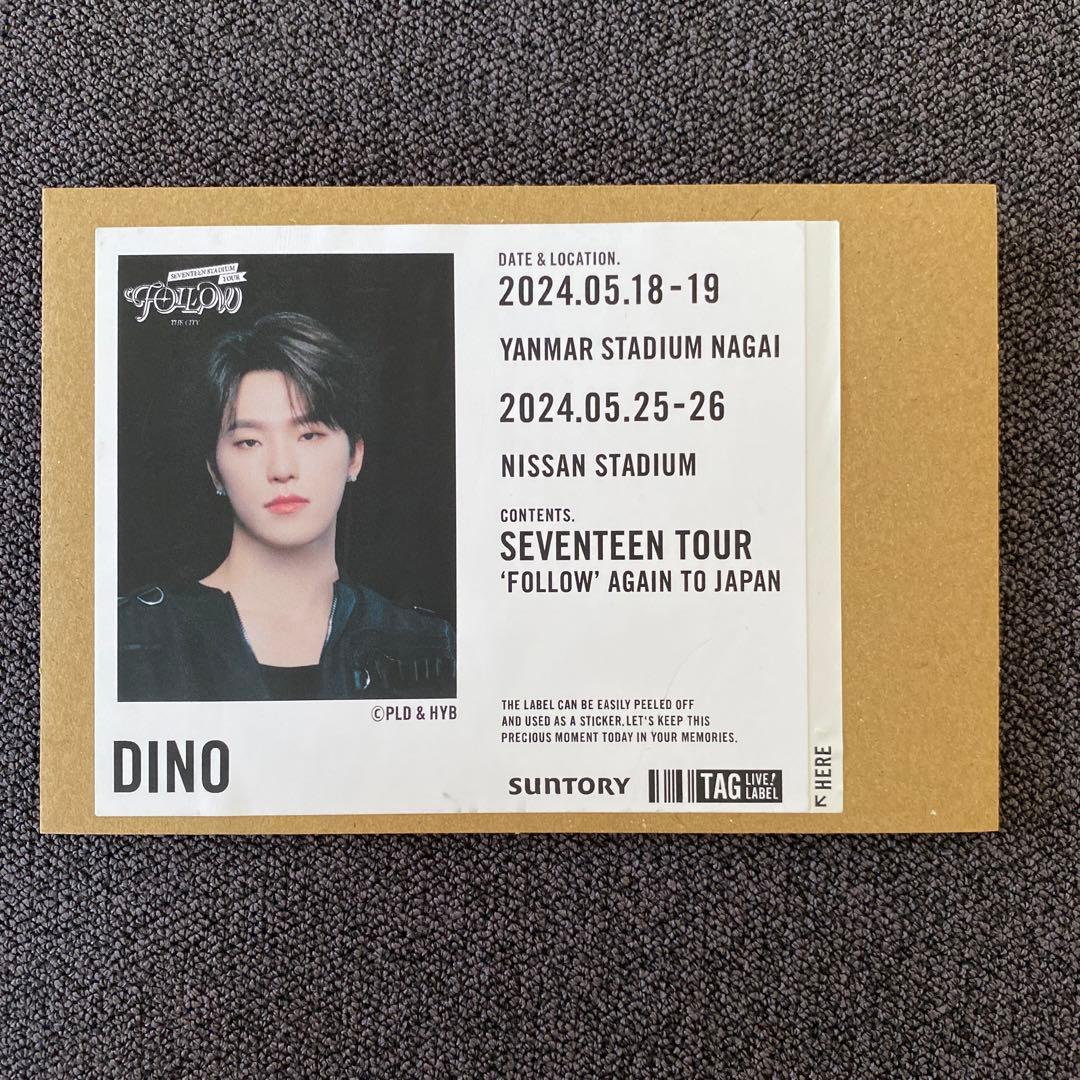 SEVENTEEN STADIUM
TOUR
FOLLOW
THE CITY
©PLD & HYB
DINO
DATE & LOCATION.
2024.05.18-19
YANMAR STADIUM NAGAI
2024.05.25-26
NISSAN STADIUM
CONTENTS.
SEVENTEEN TOUR
‘FOLLOW’ AGAIN TO JAPAN
THE LABEL CAN BE EASILY PEELED OFF
AND USED AS A STICKER.LET'S KEEP THIS
PRECIOUS MOMENT TODAY IN YOUR MEMORIES.
SUNTORY
TAG LIVE! LABEL
↖ HERE